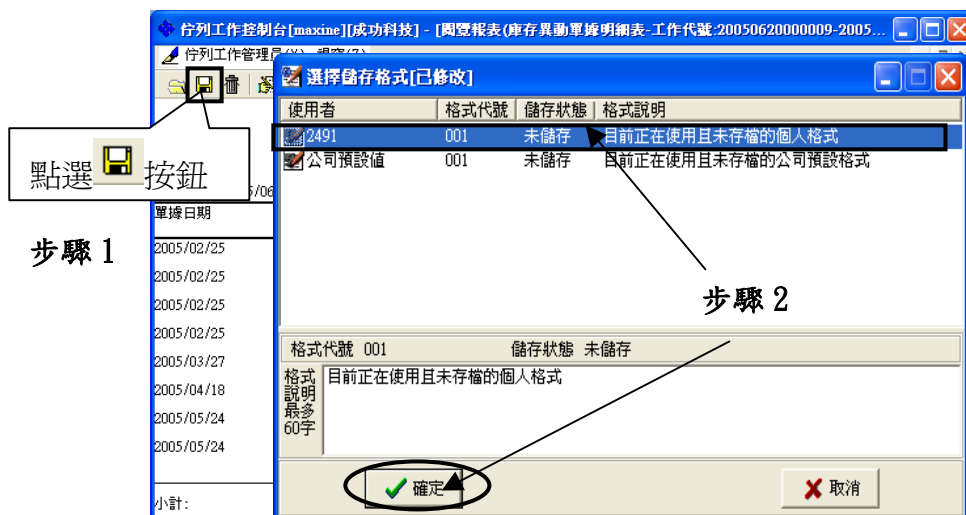 佇列工作控制台[maxine][成功科技] - [閱覽報表(庫存異動單據明細表-工作代號:20050620000009-2005...
佇列工作管理員(X) 視窗(Z)
選擇儲存格式[已修改]
使用者 格式代號 儲存狀態 格式說明
2491 001 未儲存 目前正在使用且未存檔的個人格式
公司預設值 001 未儲存 目前正在使用且未存檔的公司預設格式
點選 按鈕
步驟 1
5/06
單據日期
2005/02/25
2005/02/25
2005/02/25
2005/02/25
2005/03/27
2005/04/18
2005/05/24
2005/05/24
小計:
步驟 2
格式代號 001 儲存狀態 未儲存
格式說明最多60字
目前正在使用且未存檔的個人格式
確定
取消